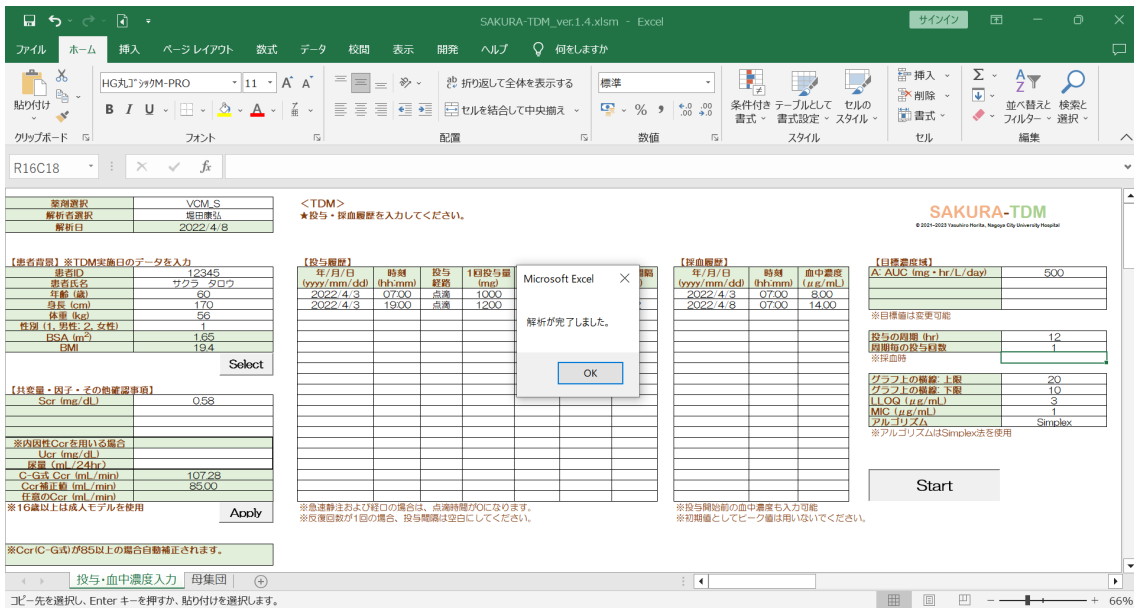 SAKURA-TDM_ver.1.4.xlsm - Excel
サインイン
ファイル ホーム 挿入 ページ レイアウト 数式 データ 校閲 表示 開発 ヘルプ 何をしますか
貼り付け
HG丸ｺﾞｼｯｸM-PRO 11
B I U
折り返して全体を表示する
セルを結合して中央揃え
標準
条件付き書式
テーブルとして書式設定
セルのスタイル
挿入
削除
書式
並べ替えとフィルター
検索と選択
クリップボード フォント 配置 数値 スタイル セル 編集
R16C18
fx
薬剤選択 VCM_S
解析者選択 堀田康弘
解析日 2022/4/8
<TDM>
★投与・採血履歴を入力してください。
SAKURA-TDM
© 2021-2023 Yasuhiro Horita, Nagoya City University Hospital
【患者背景】※TDM実施日のデータを入力
患者ID 12345
患者氏名 サクラ タロウ
年齢 (歳) 60
身長 (cm) 170
体重 (kg) 56
性別 (1, 男性; 2, 女性) 1
BSA (m²) 1.65
BMI 19.4
Select
【共変量・因子・その他確認事項】
Scr (mg/dL) 0.58
※内因性Ccrを用いる場合
Ucr (mg/dL)
尿量 (mL/24hr)
C-G式 Ccr (mL/min) 107.28
Ccr補正値 (mL/min) 85.00
任意のCcr (mL/min)
※16歳以上は成人モデルを使用
Apply
※Ccr(C-G式)が85以上の場合自動補正されます。
【投与履歴】
年/月/日 (yyyy/mm/dd) 時刻 (hh:mm) 投与経路 1回投与量 (mg) 間隔
2022/4/3 07:00 点滴 1000
2022/4/3 19:00 点滴 1200
※急速静注および経口の場合は、点滴時間が0になります。
※反復回数が1回の場合、投与間隔は空白にしてください。
Microsoft Excel
解析が完了しました。
OK
【採血履歴】
年/月/日 (yyyy/mm/dd) 時刻 (hh:mm) 血中濃度 (μg/mL)
2022/4/3 07:00 8.00
2022/4/8 07:00 14.00
※投与開始前の血中濃度も入力可能
※初期値としてピーク値は用いないでください。
【目標濃度域】
A: AUC (mg・hr/L/day) 500
※目標値は変更可能
投与の周期 (hr) 12
周期毎の投与回数 1
※採血時
グラフ上の横線: 上限 20
グラフ上の横線: 下限 10
LLOQ (μg/mL) 3
MIC (μg/mL) 1
アルゴリズム Simplex
※アルゴリズムはSimplex法を使用
Start
投与・血中濃度入力 母集団
コピー先を選択し、Enter キーを押すか、貼り付けを選択します。
66%